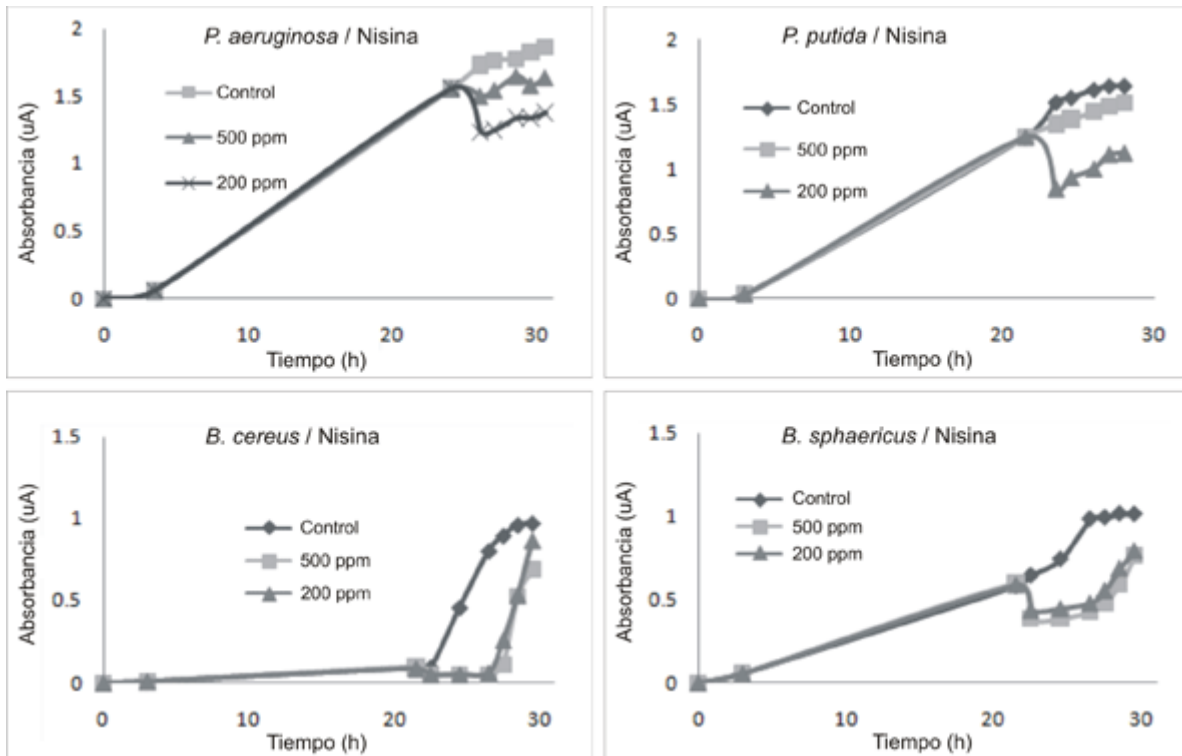 P. aeruginosa / Nisina
Absorbancia (uA)
2
1.5
1
0.5
0
Control
500 ppm
200 ppm
0 10 20 30
Tiempo (h)
P. putida / Nisina
Absorbancia (uA)
2
1.5
1
0.5
0
Control
500 ppm
200 ppm
0 10 20 30
Tiempo (h)
B. cereus / Nisina
Absorbancia (uA)
1.5
1
0.5
0
Control
500 ppm
200 ppm
0 10 20 30
Tiempo (h)
B. sphaericus / Nisina
Absorbancia (uA)
1.5
1
0.5
0
Control
500 ppm
200 ppm
0 10 20 30
Tiempo (h)